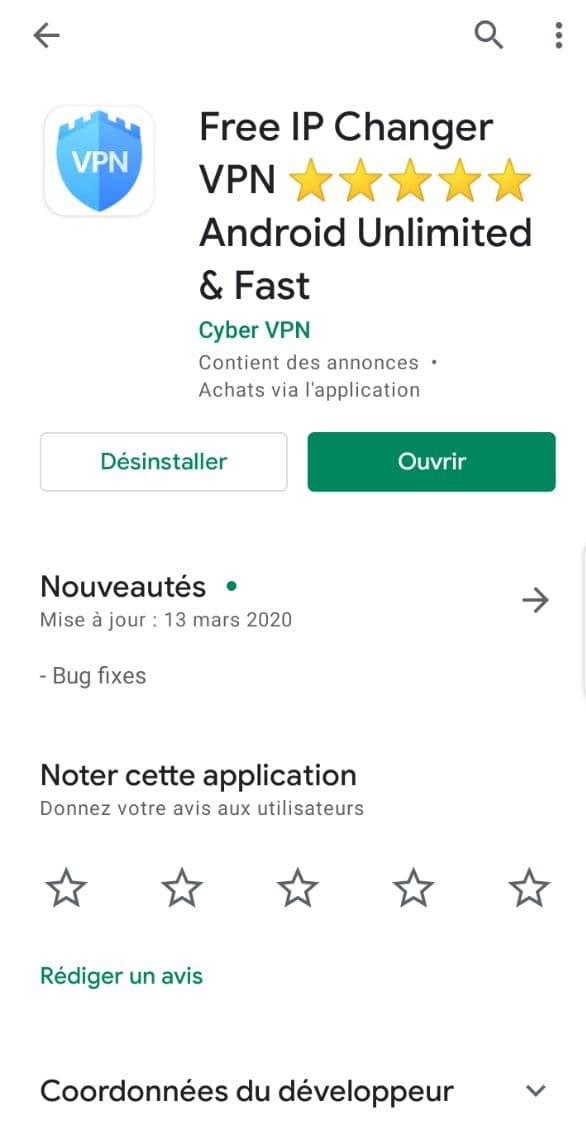 VPN
Free IP Changer
VPN ⭐⭐⭐⭐⭐
Android Unlimited
& Fast
Cyber VPN
Contient des annonces •
Achats via l'application
Désinstaller
Ouvrir
Nouveautés •
Mise à jour : 13 mars 2020
- Bug fixes
Noter cette application
Donnez votre avis aux utilisateurs
Rédiger un avis
Coordonnées du développeur